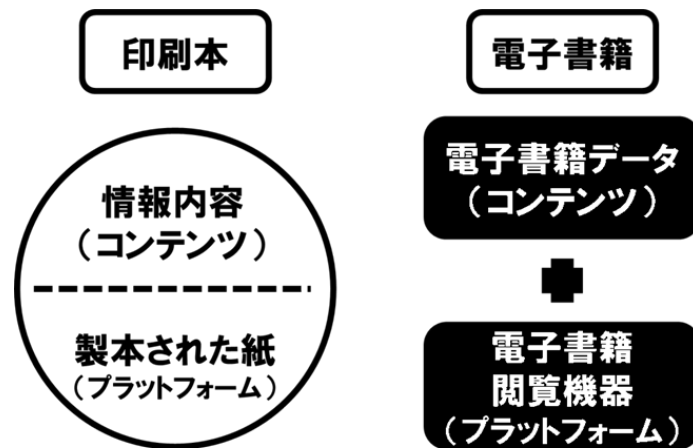 印刷本
情報内容
（コンテンツ）
製本された紙
（プラットフォーム）
電子書籍
電子書籍データ
（コンテンツ）
電子書籍
閲覧機器
（プラットフォーム）